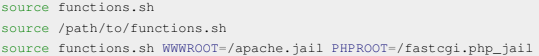 source functions.sh
source /path/to/functions.sh
source functions.sh WWWROOT=/apache.jail PHPROOT=/fastcgi.php_jail